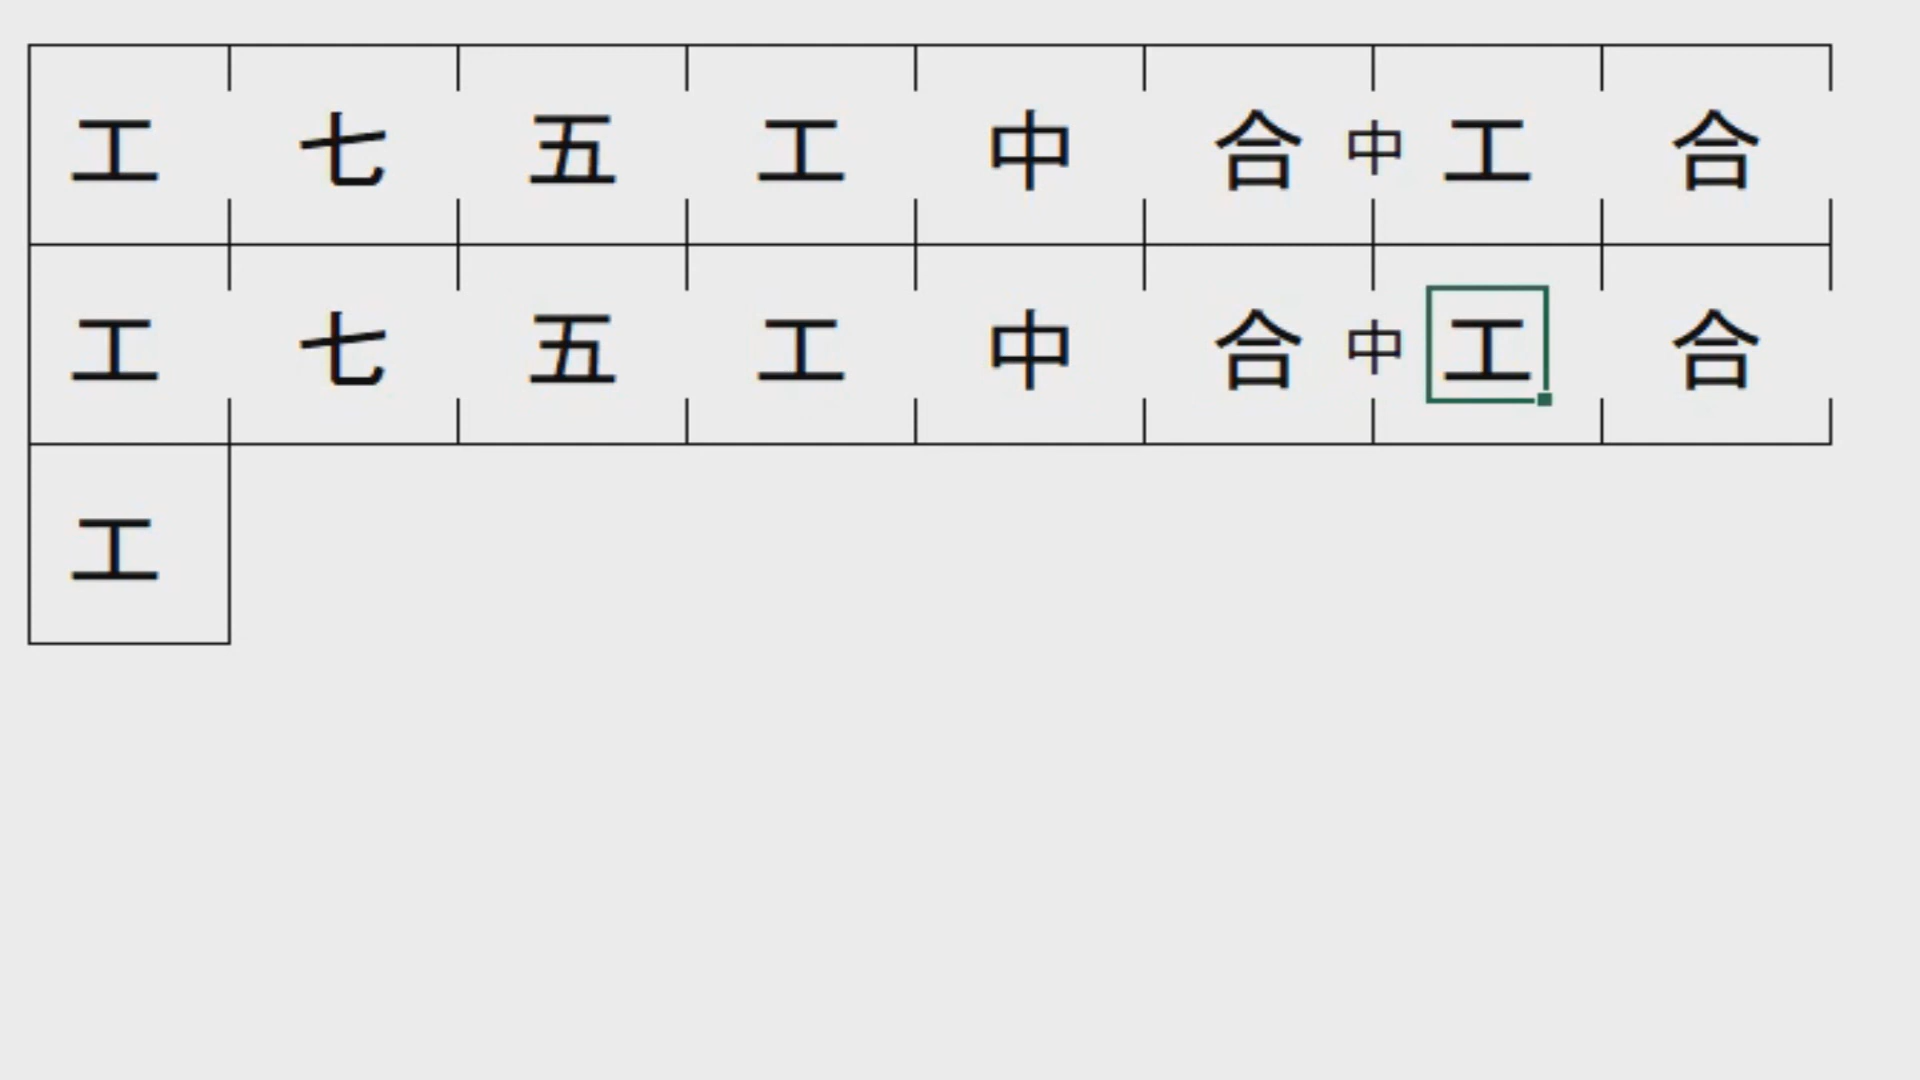 工 七 五 工 中 合 中 工 合
工 七 五 工 中 合 中 工 合
工